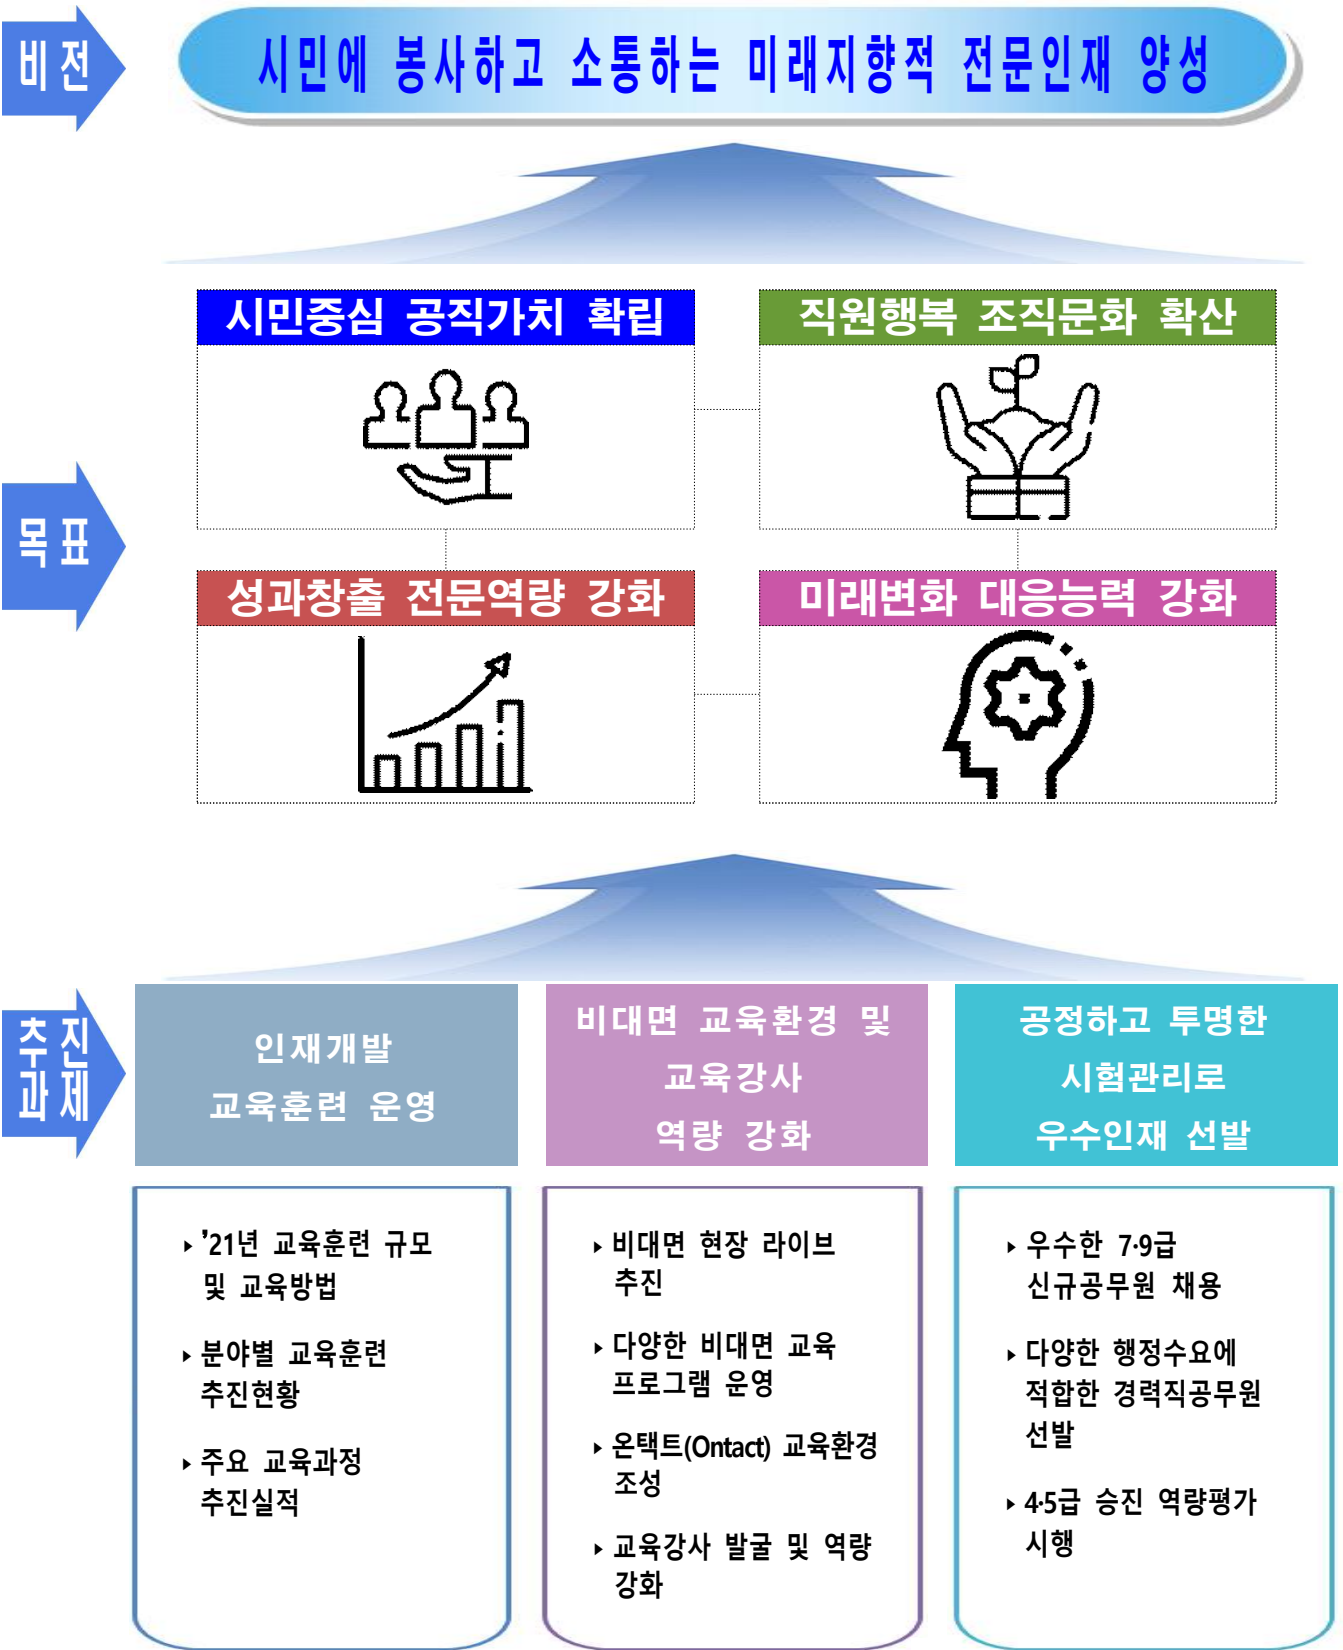 비전
시민에 봉사하고 소통하는 미래지향적 전문인재 양성
목표
시민중심 공직가치 확립
직원행복 조직문화 확산
성과창출 전문역량 강화
미래변화 대응능력 강화
추진
과제
인재개발
교육훈련 운영
▸ ’21년 교육훈련 규모
및 교육방법
▸ 분야별 교육훈련
추진현황
▸ 주요 교육과정
추진실적
비대면 교육환경 및
교육강사
역량 강화
▸ 비대면 현장 라이브
추진
▸ 다양한 비대면 교육
프로그램 운영
▸ 온택트(Ontact) 교육환경
조성
▸ 교육강사 발굴 및 역량
강화
공정하고 투명한
시험관리로
우수인재 선발
▸ 우수한 7·9급
신규공무원 채용
▸ 다양한 행정수요에
적합한 경력직공무원
선발
▸ 4·5급 승진 역량평가
시행